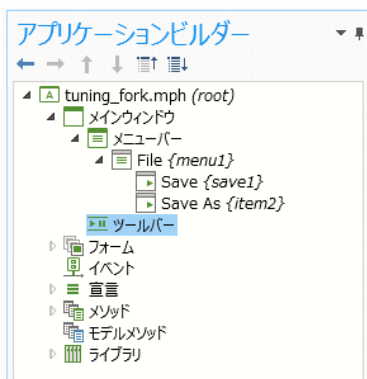 アプリケーションビルダー
A tuning_fork.mph (root)
メインウィンドウ
メニューバー
File {menu1}
Save {save1}
Save As {item2}
ツールバー
フォーム
イベント
宣言
メソッド
モデルメソッド
ライブラリ